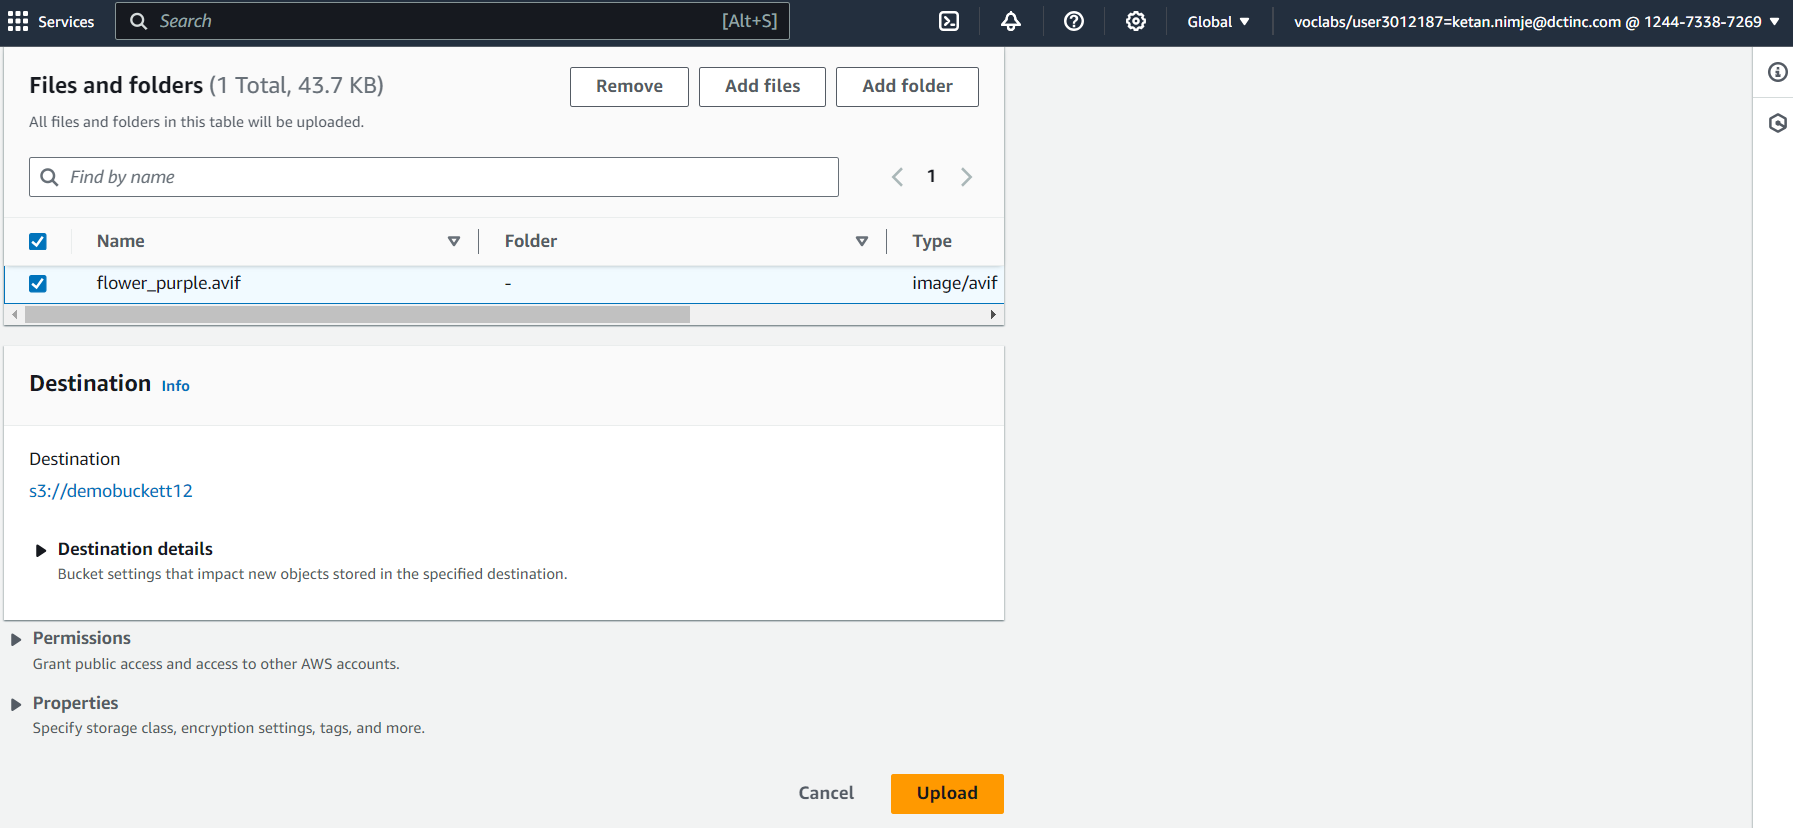 Services
Search [Alt+S]
Global
voclabs/user3012187=ketan.nimje@dctinc.com @ 1244-7338-7269
Files and folders (1 Total, 43.7 KB)
Remove
Add files
Add folder
All files and folders in this table will be uploaded.
Find by name
1
Name Folder Type
flower_purple.avif - image/avif
Destination Info
Destination
s3://demobuckett12
Destination details
Bucket settings that impact new objects stored in the specified destination.
Permissions
Grant public access and access to other AWS accounts.
Properties
Specify storage class, encryption settings, tags, and more.
Cancel
Upload